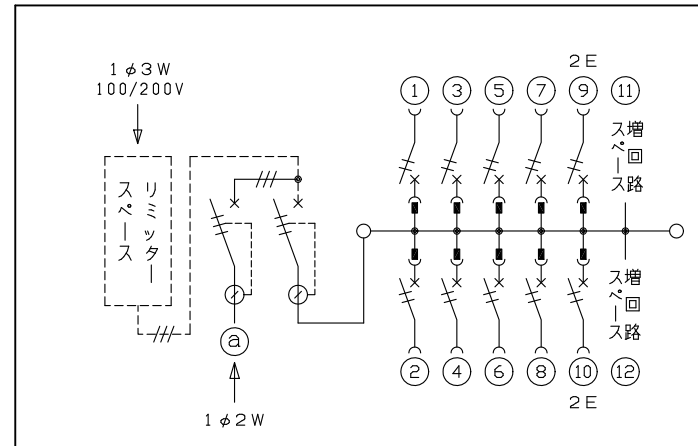 1φ3W
100/200V
リミッター
スペース
ⓐ
1φ2W
2E
① ③ ⑤ ⑦ ⑨ ⑪
増回路
スペース
増回路
スペース
② ④ ⑥ ⑧ ⑩ ⑫
2E